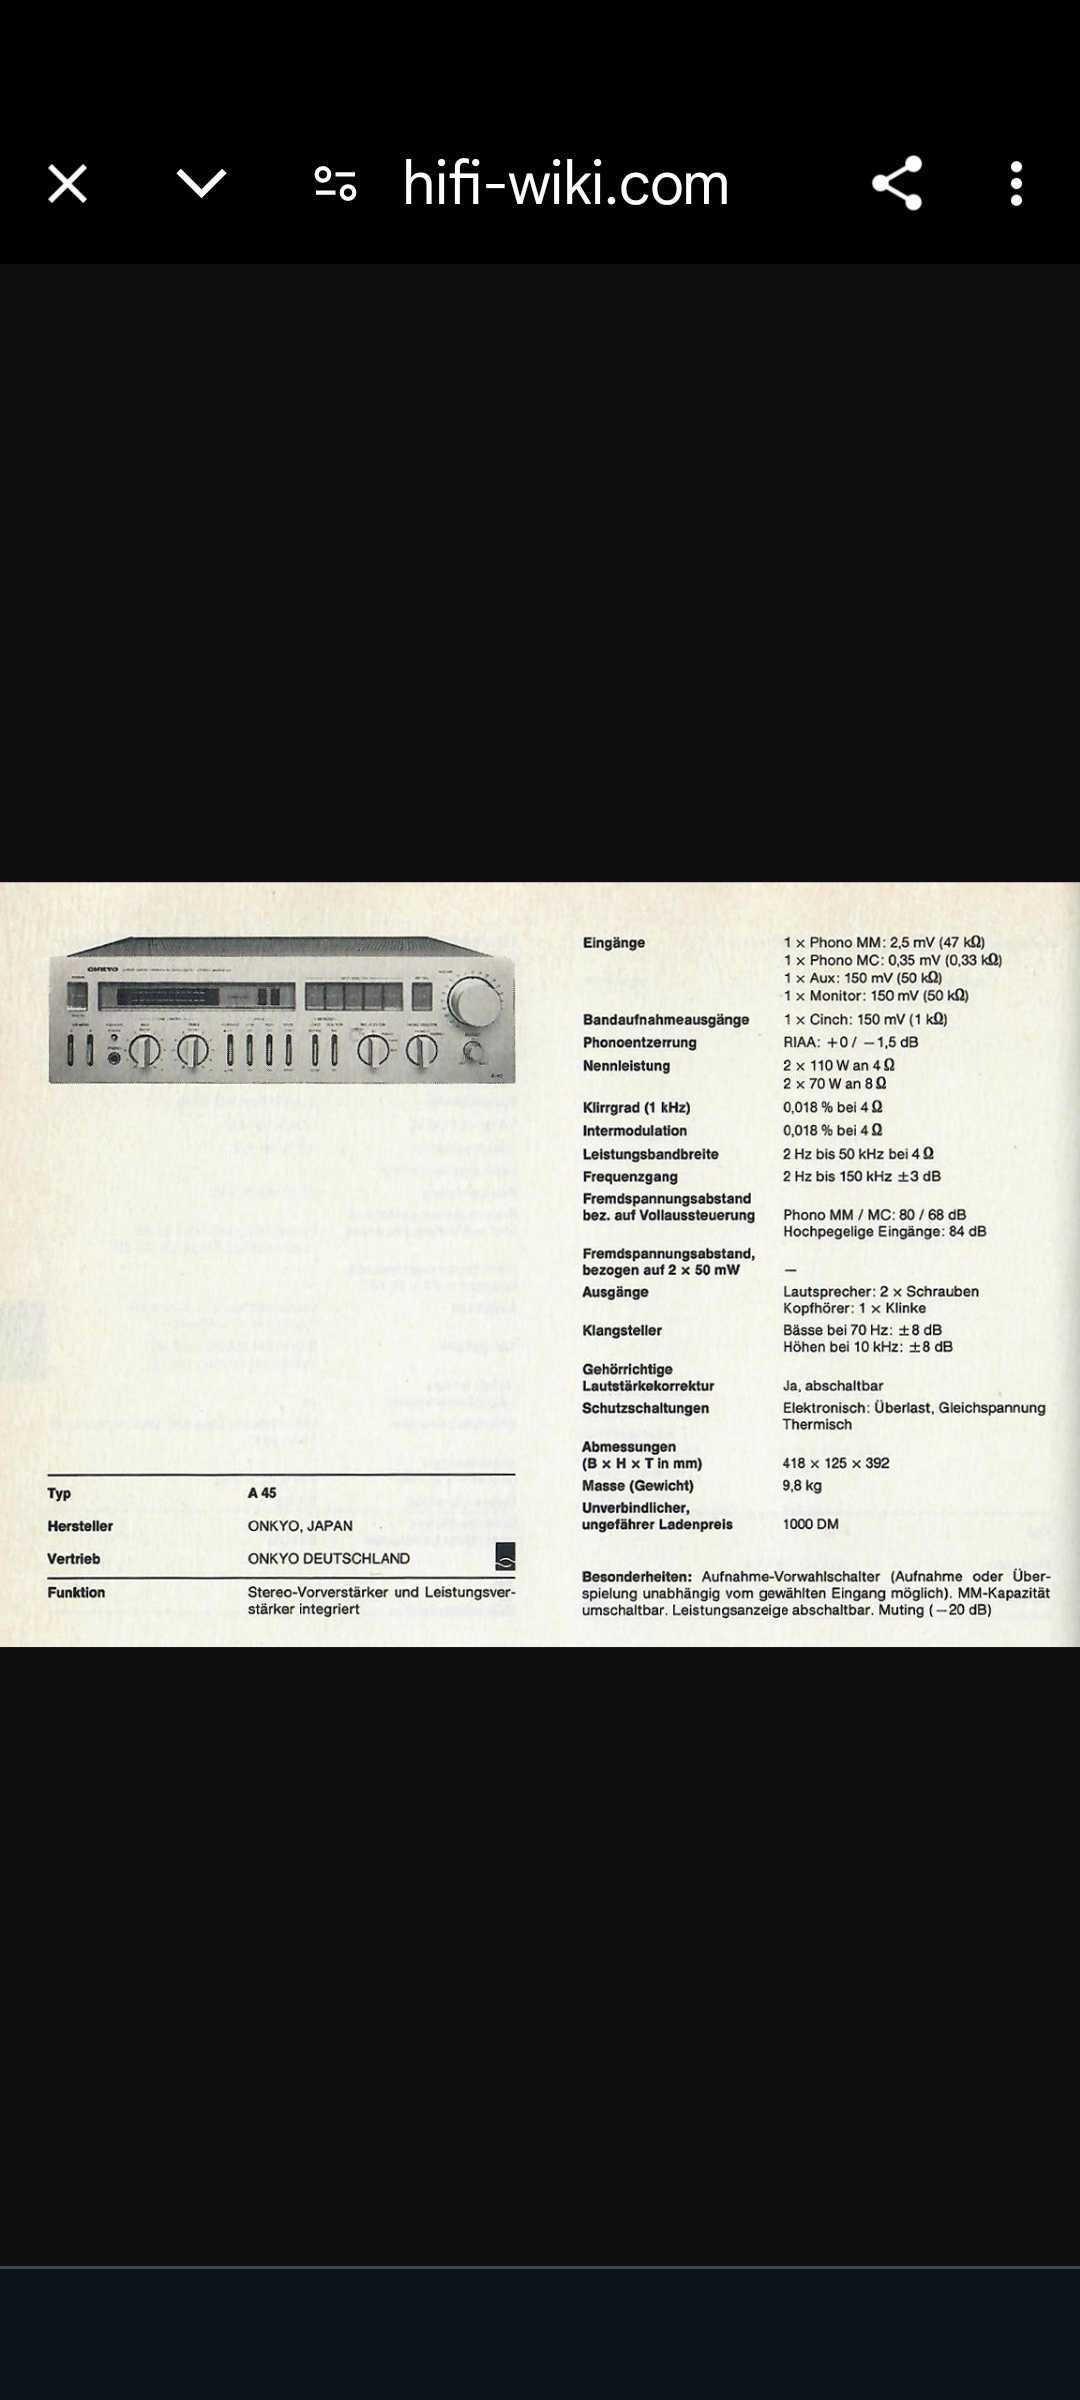 hifi-wiki.com
ONKYO
Typ A 45
Hersteller ONKYO, JAPAN
Vertrieb ONKYO DEUTSCHLAND
Funktion Stereo-Vorverstärker und Leistungsver-
stärker integriert
Eingänge 1 × Phono MM: 2,5 mV (47 kΩ)
1 × Phono MC: 0,35 mV (0,33 kΩ)
1 × Aux: 150 mV (50 kΩ)
1 × Monitor: 150 mV (50 kΩ)
Bandaufnahmeausgänge 1 × Cinch: 150 mV (1 kΩ)
Phonoentzerrung RIAA: +0 / −1,5 dB
Nennleistung 2 × 110 W an 4 Ω
2 × 70 W an 8 Ω
Klirrgrad (1 kHz) 0,018 % bei 4 Ω
Intermodulation 0,018 % bei 4 Ω
Leistungsbandbreite 2 Hz bis 50 kHz bei 4 Ω
Frequenzgang 2 Hz bis 150 kHz ±3 dB
Fremdspannungsabstand
bez. auf Vollaussteuerung Phono MM / MC: 80 / 68 dB
Hochpegelige Eingänge: 84 dB
Fremdspannungsabstand,
bezogen auf 2 × 50 mW —
Ausgänge Lautsprecher: 2 × Schrauben
Kopfhörer: 1 × Klinke
Klangsteller Bässe bei 70 Hz: ±8 dB
Höhen bei 10 kHz: ±8 dB
Gehörrichtige
Lautstärkekorrektur Ja, abschaltbar
Schutzschaltungen Elektronisch: Überlast, Gleichspannung
Thermisch
Abmessungen
(B × H × T in mm) 418 × 125 × 392
Masse (Gewicht) 9,8 kg
Unverbindlicher,
ungefährer Ladenpreis 1000 DM
Besonderheiten: Aufnahme-Vorwahlschalter (Aufnahme oder Über-
spielung unabhängig vom gewählten Eingang möglich). MM-Kapazität
umschaltbar. Leistungsanzeige abschaltbar. Muting (−20 dB)